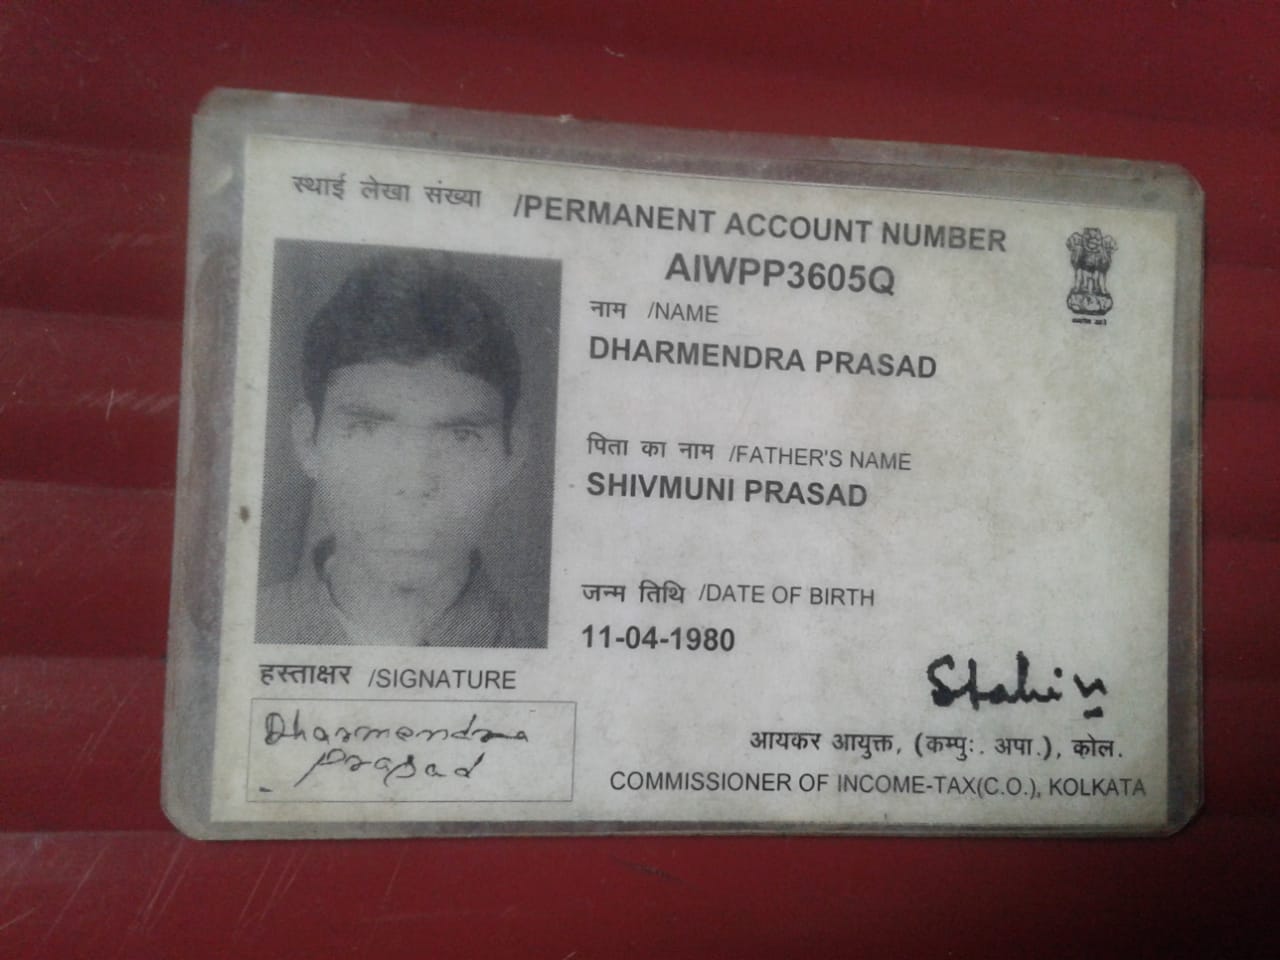 स्थाई लेखा संख्या /PERMANENT ACCOUNT NUMBER
AIWPP3605Q
नाम /NAME
DHARMENDRA PRASAD
पिता का नाम /FATHER'S NAME
SHIVMUNI PRASAD
जन्म तिथि /DATE OF BIRTH
11-04-1980
हस्ताक्षर /SIGNATURE
Dharmendra
Prasad
आयकर आयुक्त, (कम्पु:. अपा.), कोल.
COMMISSIONER OF INCOME-TAX(C.O.), KOLKATA